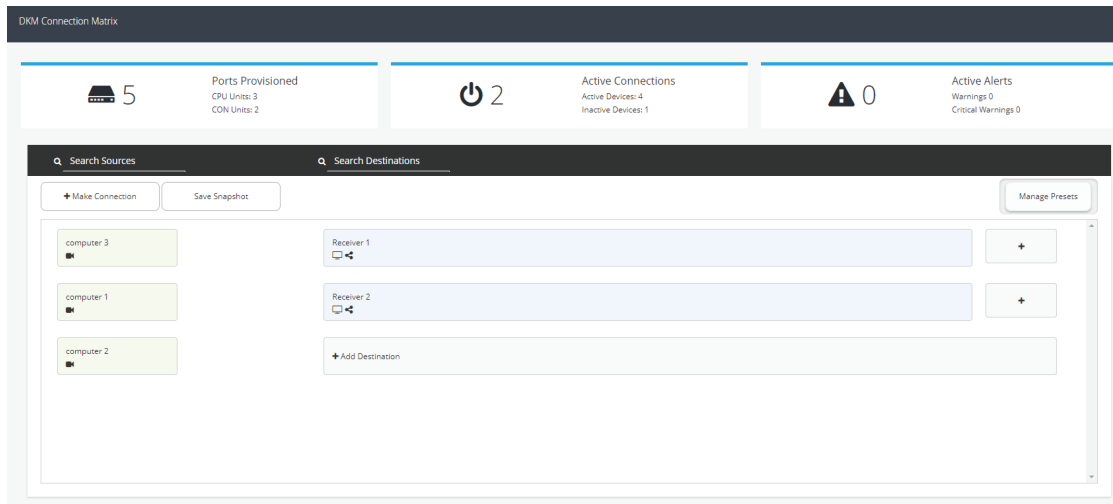 DKM Connection Matrix
5
Ports Provisioned
CPU Units: 3
CON Units: 2
2
Active Connections
Active Devices: 4
Inactive Devices: 1
0
Active Alerts
Warnings 0
Critical Warnings 0
Search Sources
Search Destinations
+ Make Connection
Save Snapshot
Manage Presets
computer 3
Receiver 1
+
computer 1
Receiver 2
+
computer 2
+ Add Destination